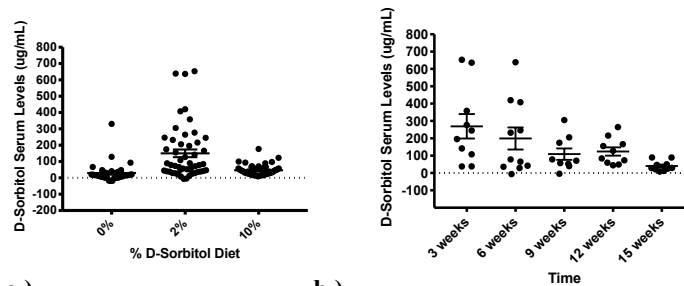 D-Sorbitol Serum Levels (ug/mL)
800
700
600
500
400
300
200
100
0
-100
-200
0%
2%
10%
% D-Sorbitol Diet
D-Sorbitol Serum Levels (ug/mL)
800
700
600
500
400
300
200
100
0
-100
3 weeks
6 weeks
9 weeks
12 weeks
15 weeks
Time